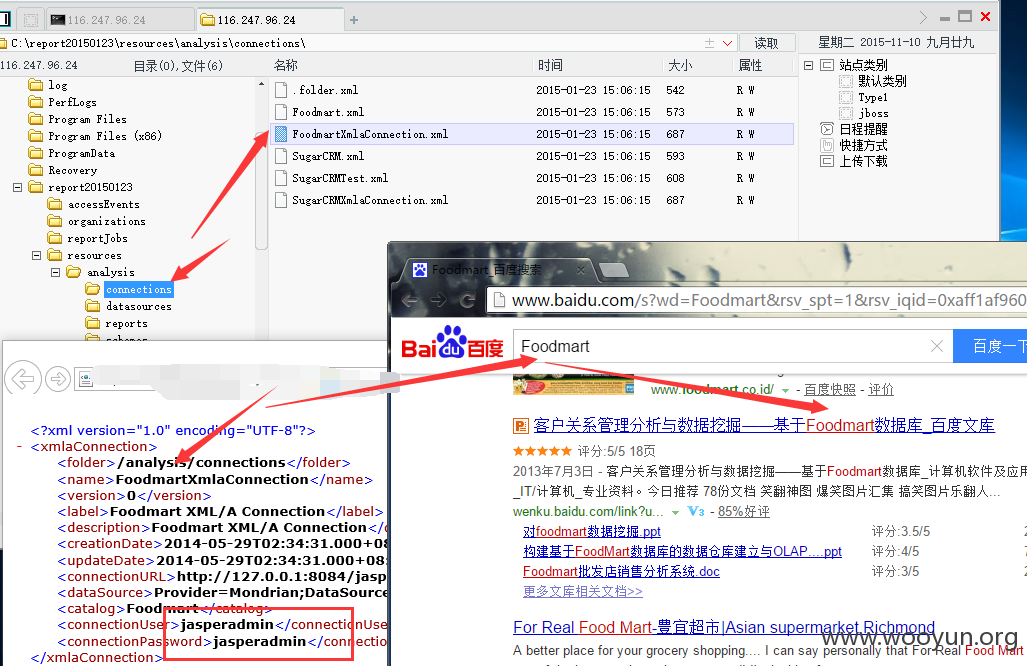 116.247.96.24
116.247.96.24
C:\report20150123\resources\analysis\connections\
读取
星期二 2015-11-10 九月廿九
116.247.96.24
目录(0),文件(6)
名称 时间 大小 属性
log
PerfLogs
Program Files
Program Files (x86)
ProgramData
Recovery
report20150123
accessEvents
organizations
reportJobs
resources
analysis
connections
datasources
reports
.folder.xml 2015-01-23 15:06:15 542 R W
Foodmart.xml 2015-01-23 15:06:15 573 R W
FoodmartXmlaConnection.xml 2015-01-23 15:06:15 687 R W
SugarCRM.xml 2015-01-23 15:06:15 593 R W
SugarCRMTest.xml 2015-01-23 15:06:15 608 R W
SugarCRMXmlaConnection.xml 2015-01-23 15:06:15 687 R W
站点类别
默认类别
Type1
jboss
日程提醒
快捷方式
上传下载
<?xml version="1.0" encoding="UTF-8"?>
- <xmlaConnection>
<folder>/analysis/connections</folder>
<name>FoodmartXmlaConnection</name>
<version>0</version>
<label>Foodmart XML/A Connection</label>
<description>Foodmart XML/A Connection</
<creationDate>2014-05-29T02:34:31.000+08
<updateDate>2014-05-29T02:34:31.000+08:
<connectionURL>http://127.0.0.1:8084/jasp
<dataSource>Provider=Mondrian;DataSource
<catalog>Foodmart</catalog>
<connectionUser>jasperadmin</connectionUse
<connectionPassword>jasperadmin</connectio
</xmlaConnection>
Foodmart_百度搜索
www.baidu.com/s?wd=Foodmart&rsv_spt=1&rsv_iqid=0xaff1af960
Bai du 百度
Foodmart
百度一下
www.foodmart.co.id/ - 百度快照 - 评价
客户关系管理分析与数据挖掘——基于Foodmart数据库_百度文库
★★★★★ 评分:5/5 18页
2013年7月3日 - 客户关系管理分析与数据挖掘——基于Foodmart数据库_计算机软件及应用
_IT/计算机_专业资料。今日推荐 78份文档 笑翻神图 爆笑图片汇集 搞笑图片乐翻人...
wenku.baidu.com/link?u... V3 - 85%好评
对foodmart数据挖掘.ppt 评分:3.5/5
构建基于FoodMart数据库的数据仓库建立与OLAP....ppt 评分:4/5
Foodmart批发店销售分析系统.doc 评分:3/5
更多文库相关文档>>
For Real Food Mart-豊宜超市|Asian supermarket,Richmond
A better place for your grocery shopping.... I can say personally that For Real Food Mart
www.wooyun.org